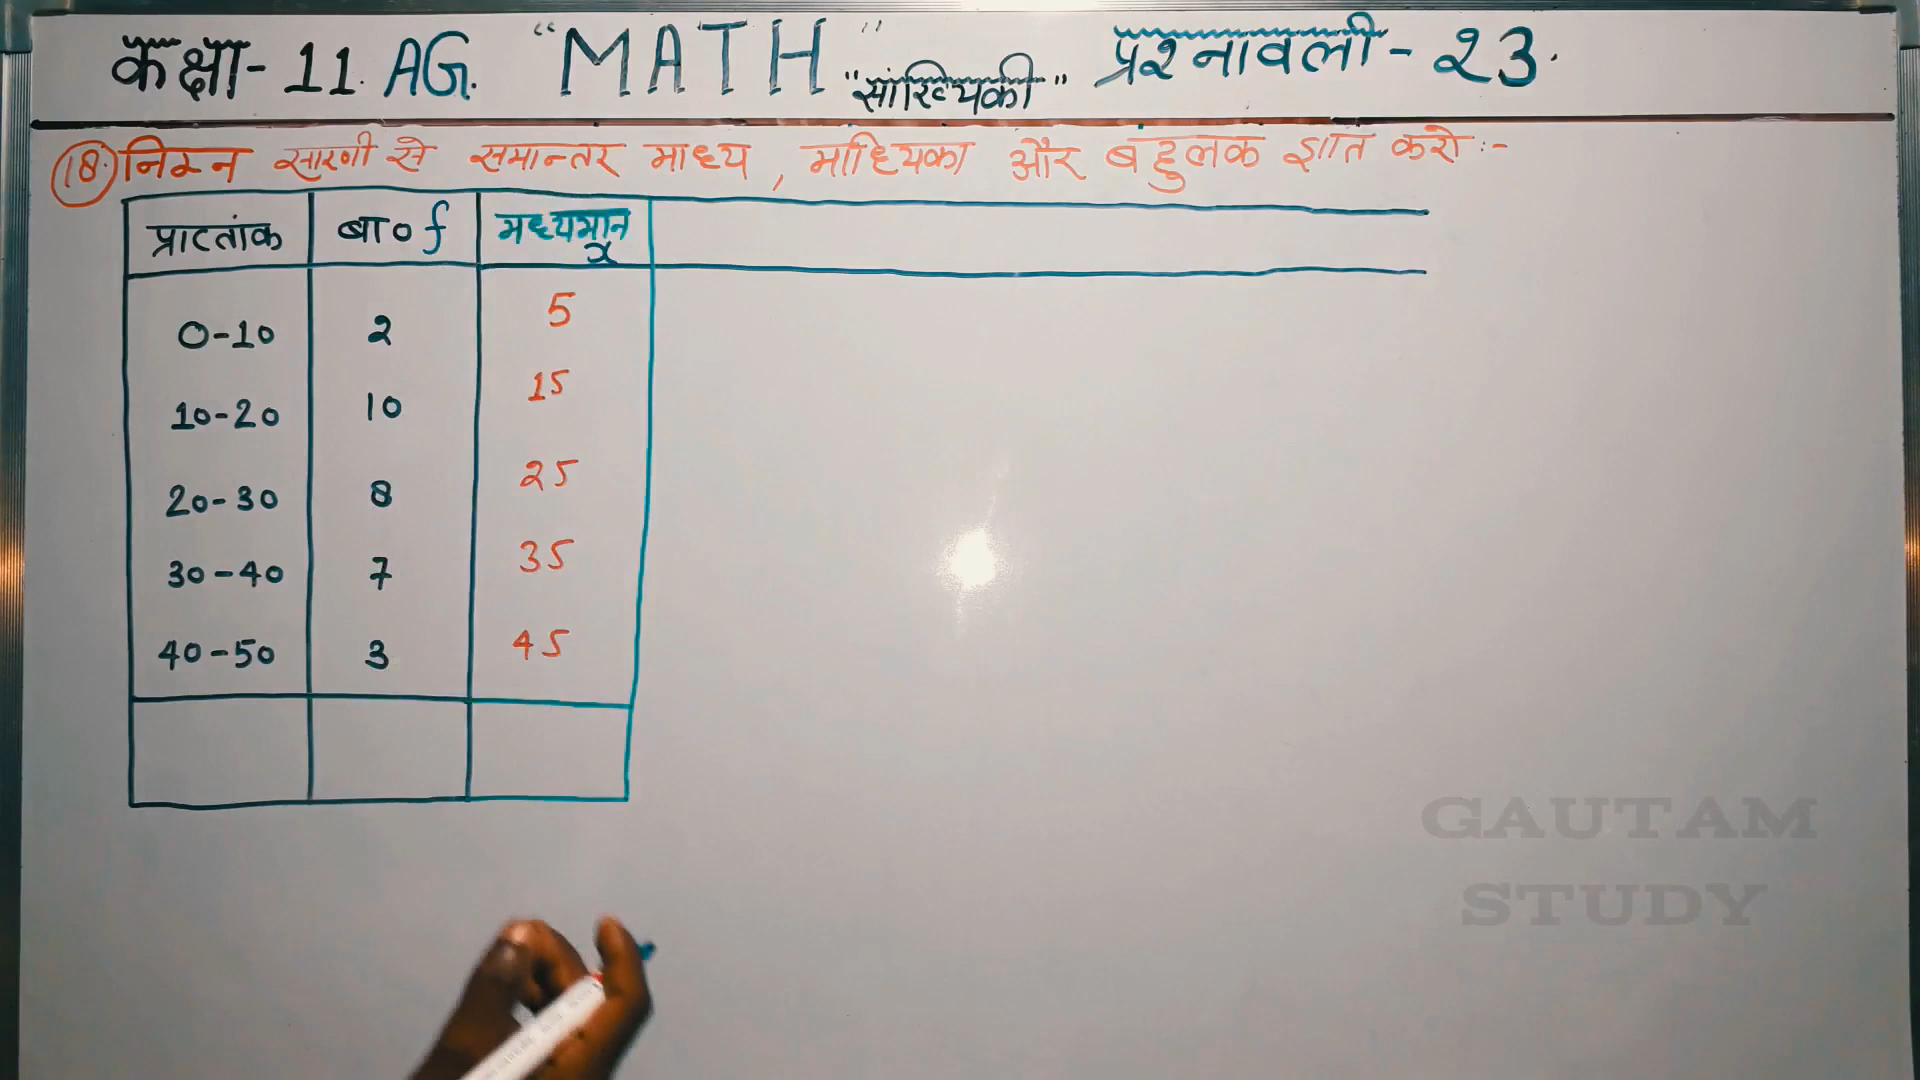 कक्षा- 11. AG. "MATH" "सांख्यिकी" प्रश्नावली - २3.
18. निम्न सारणी से समान्तर माध्य, माध्यिका और बहुलक ज्ञात करो:-
प्राप्तांक बा० f मध्यमान x
0-10 2 5
10-20 10 15
20-30 8 25
30-40 7 35
40-50 3 45
GAUTAM
STUDY